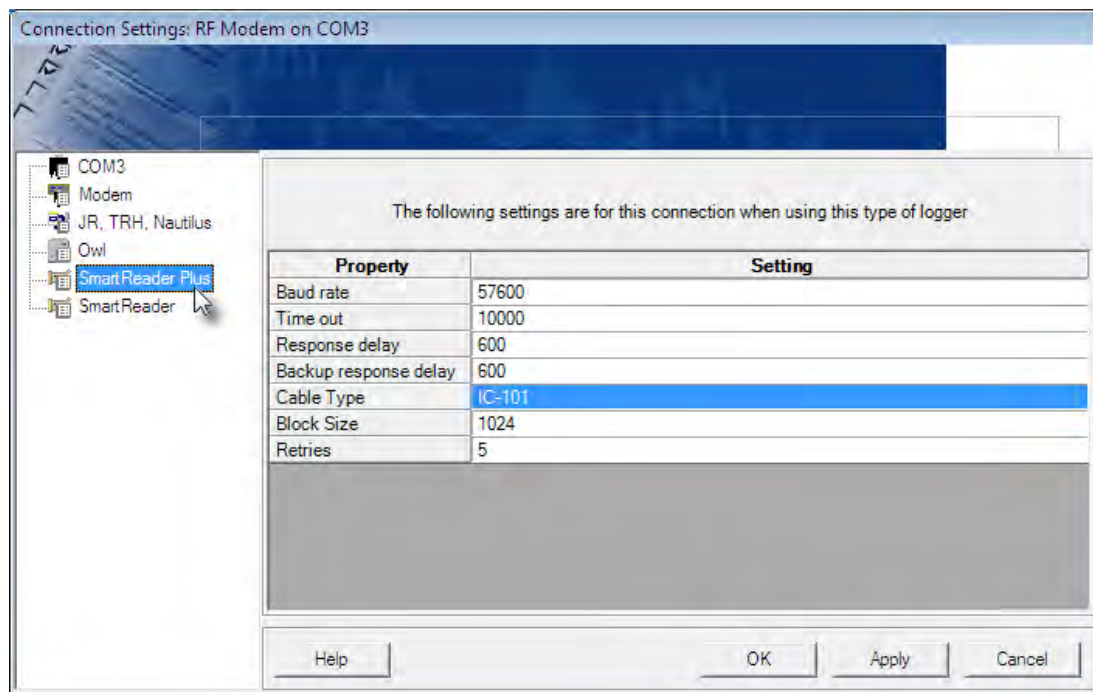 Connection Settings: RF Modem on COM3
COM3
Modem
JR, TRH, Nautilus
Owl
SmartReader Plus
SmartReader
The following settings are for this connection when using this type of logger
Property Setting
Baud rate 57600
Time out 10000
Response delay 600
Backup response delay 600
Cable Type IC-101
Block Size 1024
Retries 5
Help OK Apply Cancel